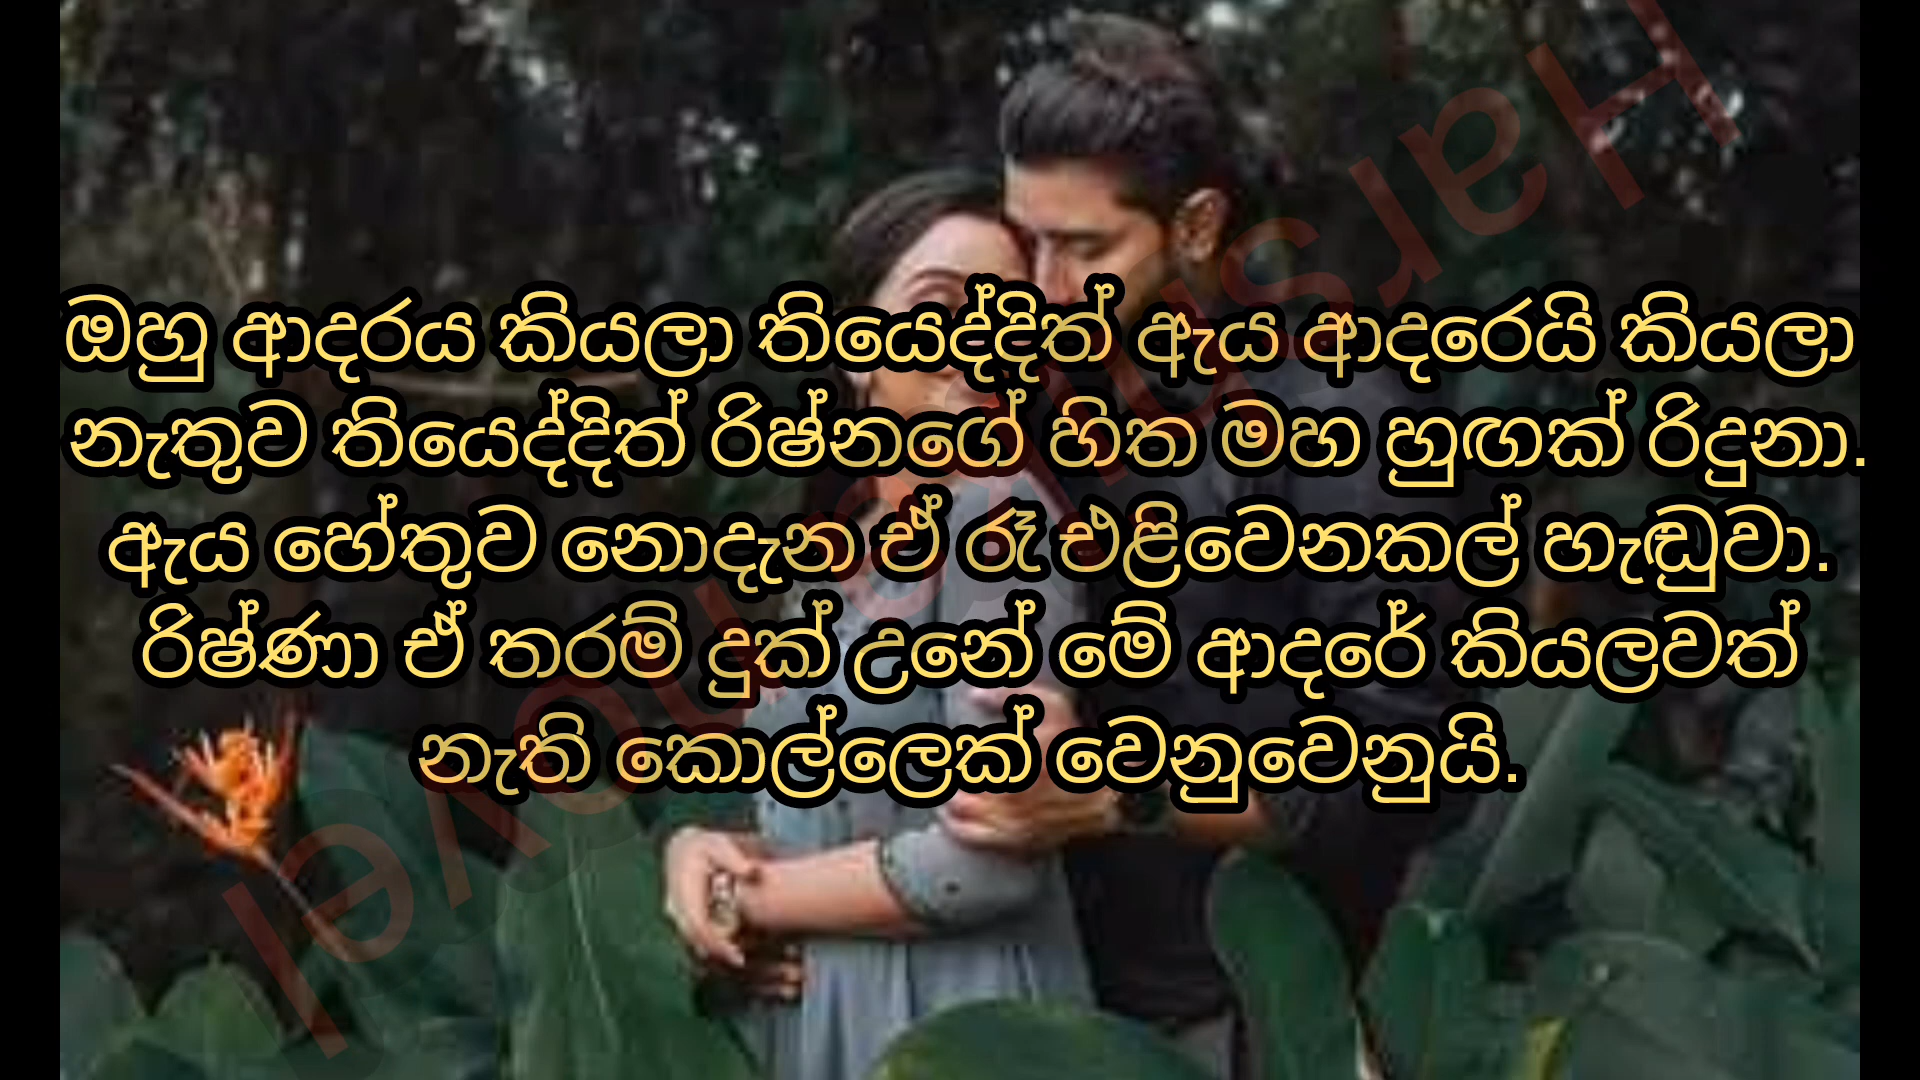 ඔහු ආදරය කියලා තියෙද්දිත් ඇය ආදරෙයි කියලා
නැතුව තියෙද්දිත් රිෂ්නගේ හිත මහ හුඟක් රිදුනා.
ඇය හේතුව නොදැන ඒ රෑ එළිවෙනකල් හැඬුවා.
රිෂ්ණා ඒ තරම් දුක් උනේ මේ ආදරේ කියලවත්
නැති කොල්ලෙක් වෙනුවෙනුයි.